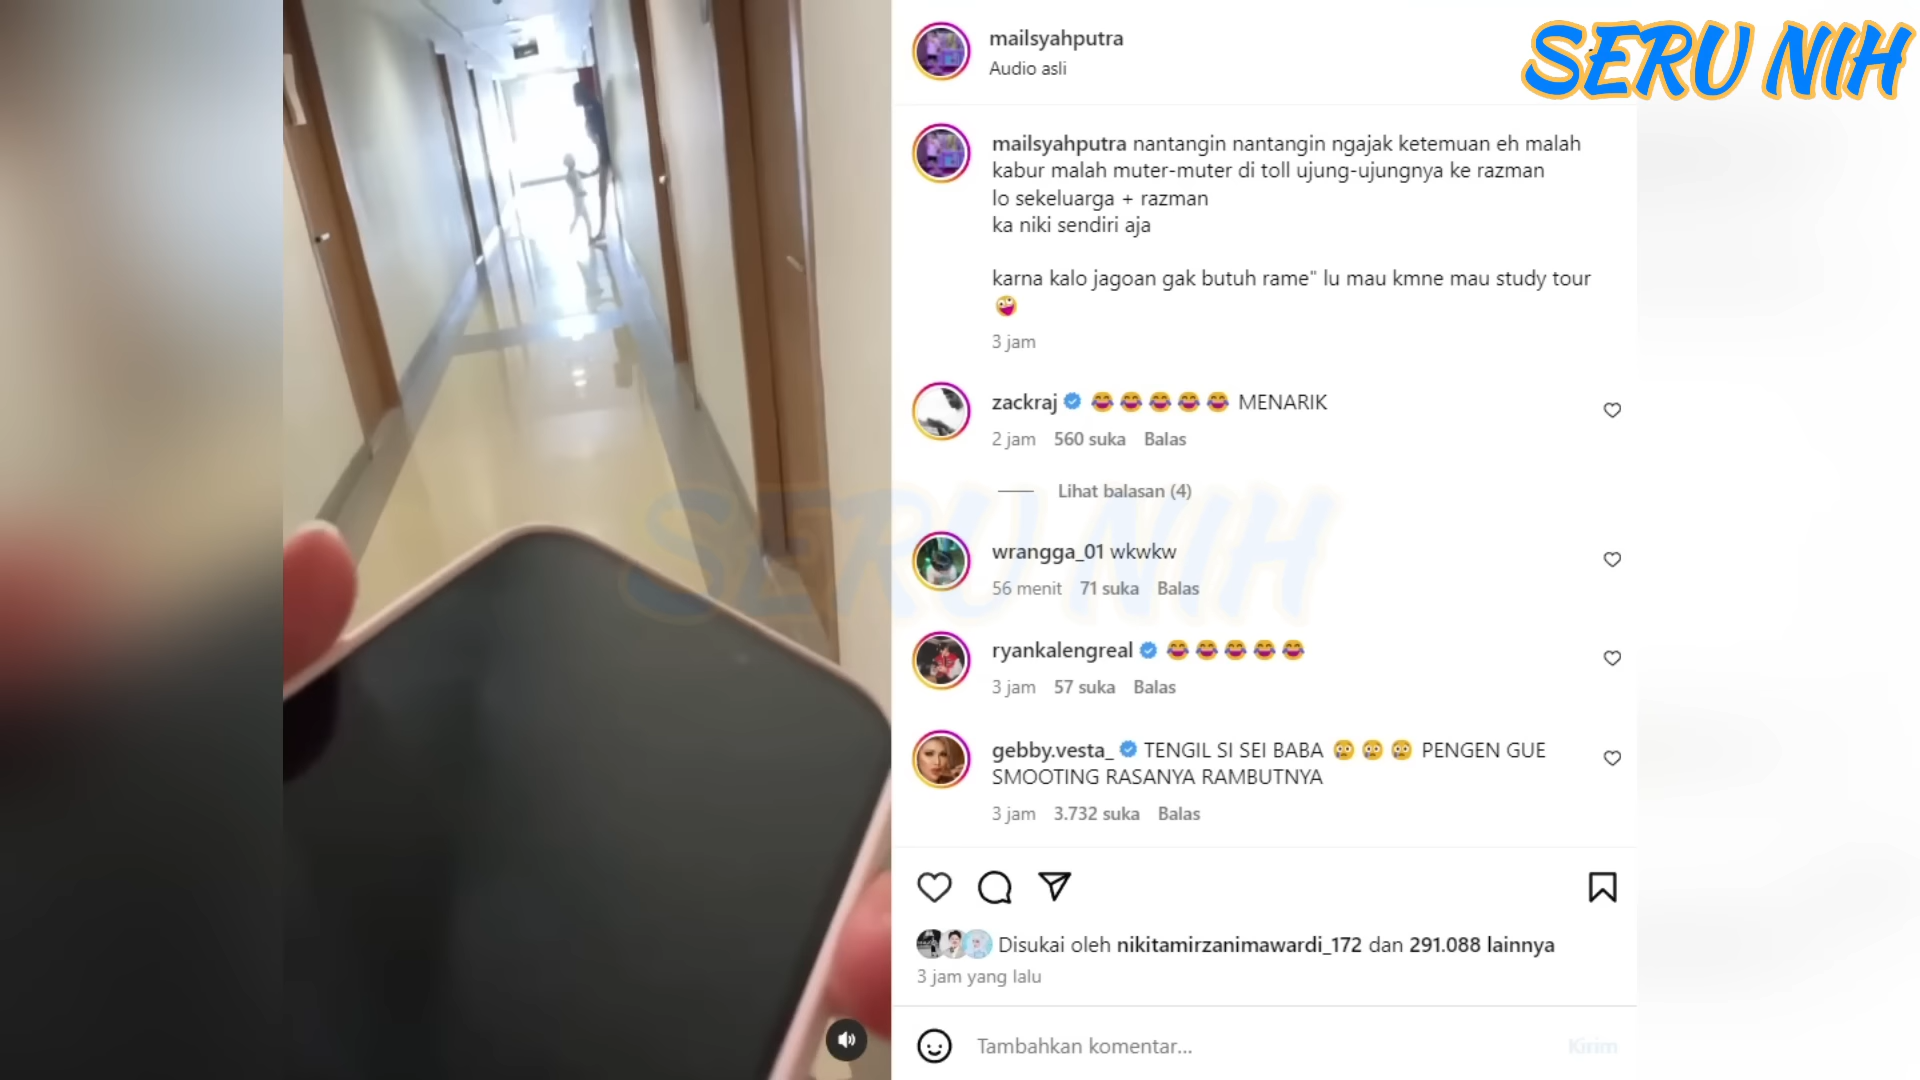 SERU NIH
mailsyahputra
Audio asli
mailsyahputra nantangin nantangin ngajak ketemuan eh malah
kabur malah muter-muter di toll ujung-ujungnya ke razman
lo sekeluarga + razman
ka niki sendiri aja
karna kalo jagoan gak butuh rame" lu mau kmne mau study tour
🤪
3 jam
zackraj 😂😂😂😂😂 MENARIK
2 jam 560 suka Balas
Lihat balasan (4)
SERU NIH
wrangga_01 wkwkw
56 menit 71 suka Balas
ryankalengreal 😂😂😂😂😂
3 jam 57 suka Balas
gebby.vesta_ TENGIL SI SEI BABA 😢😢😢 PENGEN GUE
SMOOTING RASANYA RAMBUTNYA
3 jam 3.732 suka Balas
Disukai oleh nikitamirzanimawardi_172 dan 291.088 lainnya
3 jam yang lalu
Tambahkan komentar...
Kirim